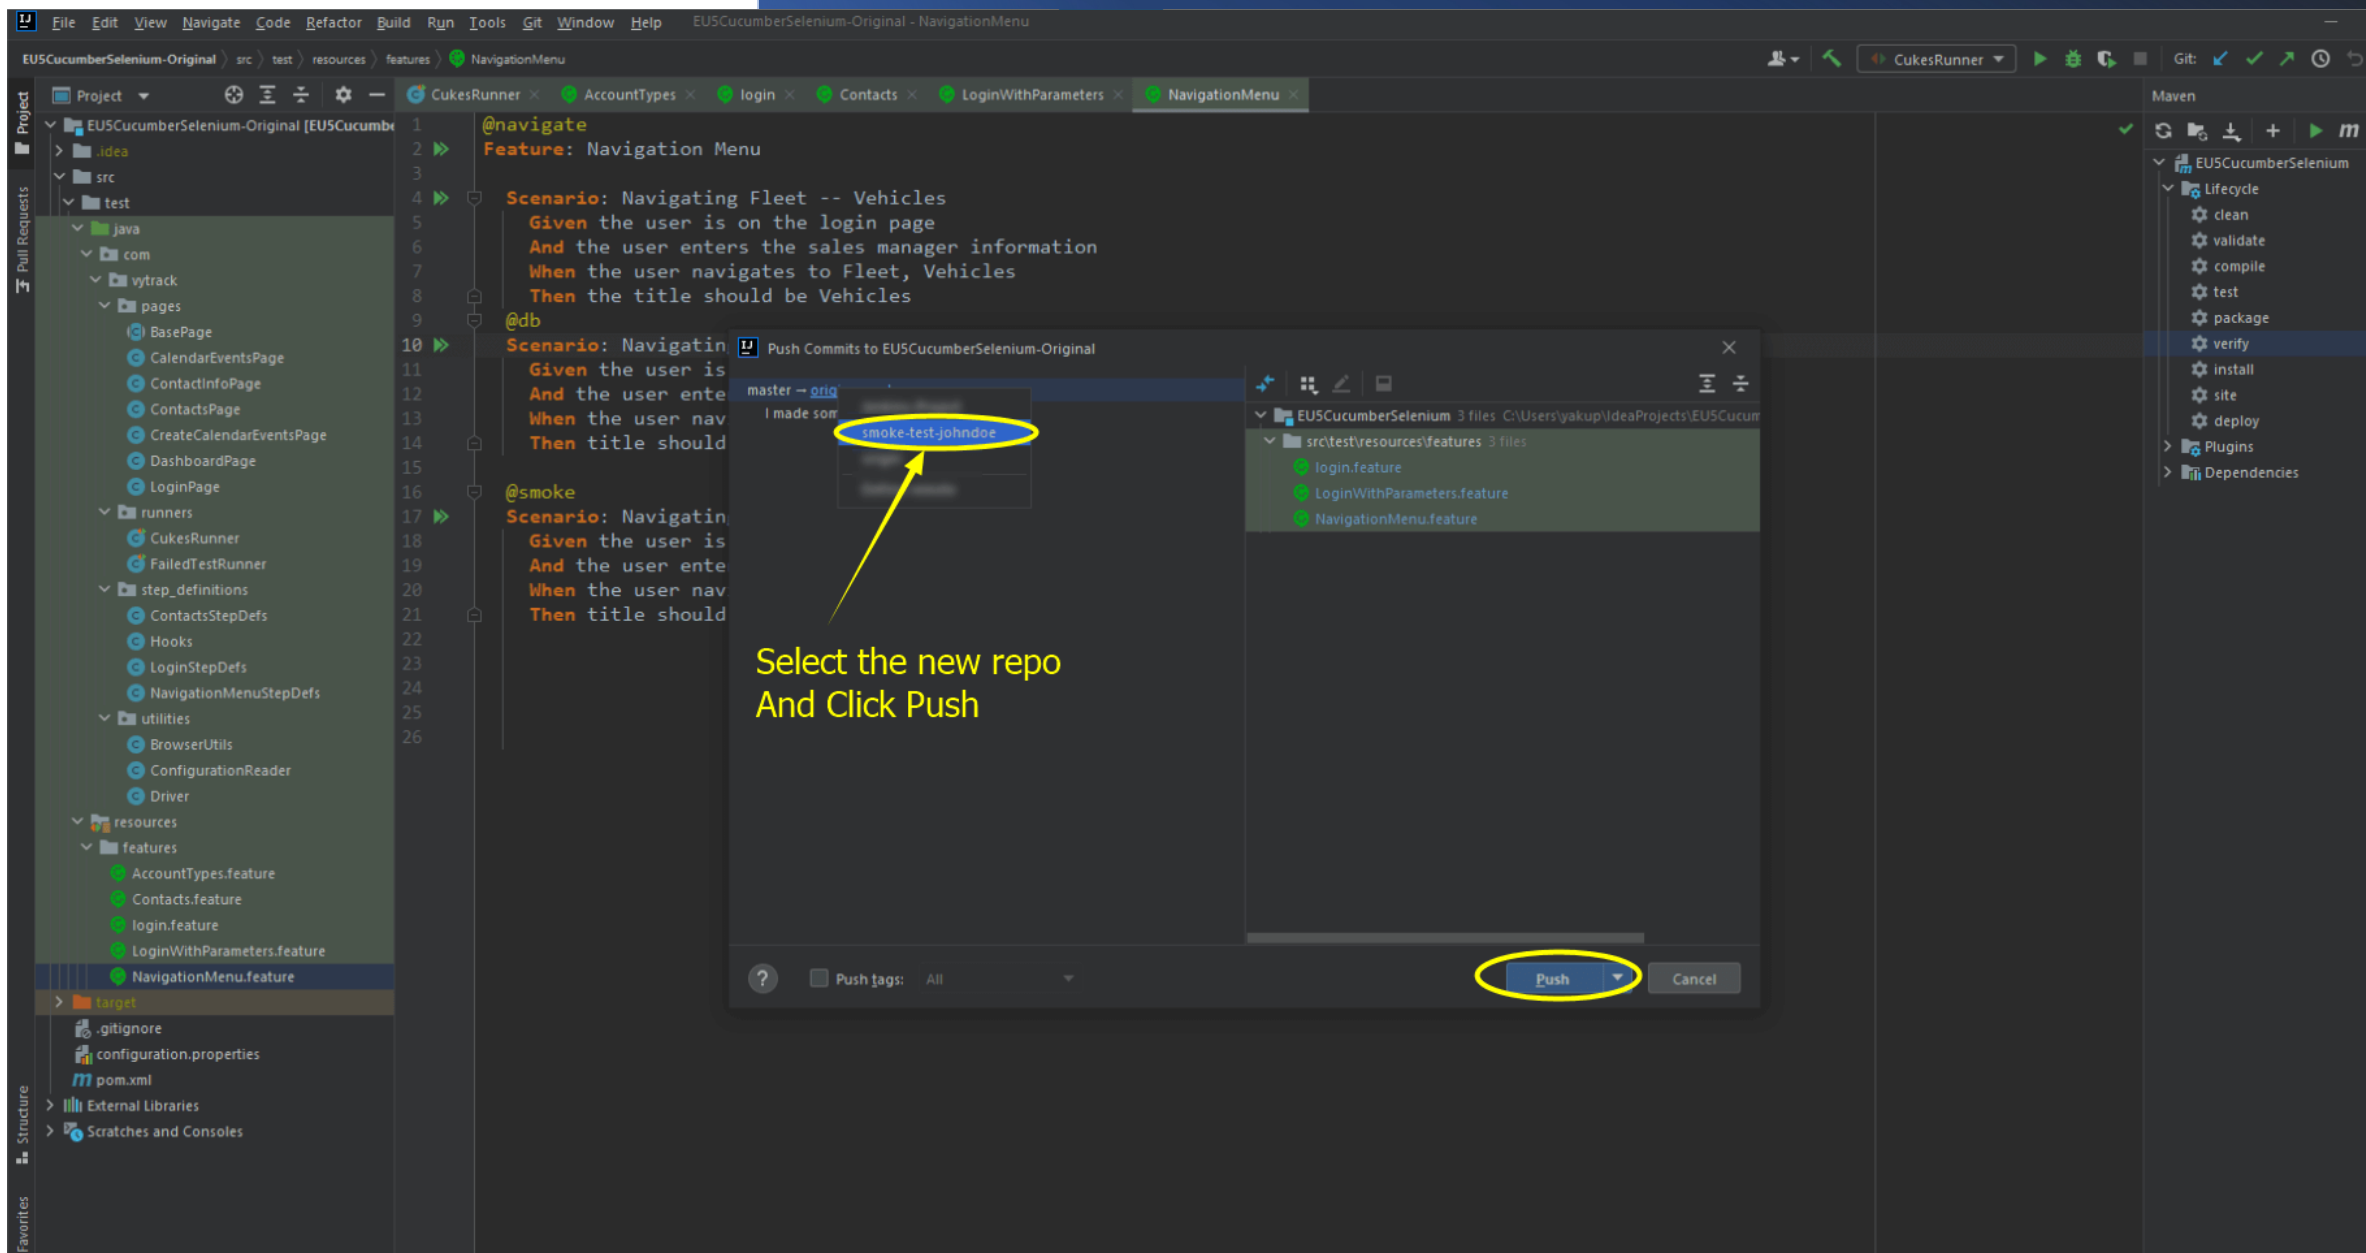 File Edit View Navigate Code Refactor Build Run Tools Git Window Help EU5CucumberSelenium-Original - NavigationMenu
EU5CucumberSelenium-Original src test resources features NavigationMenu
CukesRunner
Git:
Project
CukesRunner AccountTypes login Contacts LoginWithParameters NavigationMenu
Maven
Project
Pull Requests
Structure
Favorites
EU5CucumberSelenium-Original [EU5Cucumbe
.idea
src
test
java
com
vytrack
pages
BasePage
CalendarEventsPage
ContactInfoPage
ContactsPage
CreateCalendarEventsPage
DashboardPage
LoginPage
runners
CukesRunner
FailedTestRunner
step_definitions
ContactsStepDefs
Hooks
LoginStepDefs
NavigationMenuStepDefs
utilities
BrowserUtils
ConfigurationReader
Driver
resources
features
AccountTypes.feature
Contacts.feature
login.feature
LoginWithParameters.feature
NavigationMenu.feature
target
.gitignore
configuration.properties
pom.xml
External Libraries
Scratches and Consoles
1 @navigate
2 Feature: Navigation Menu
3
4 Scenario: Navigating Fleet -- Vehicles
5 Given the user is on the login page
6 And the user enters the sales manager information
7 When the user navigates to Fleet, Vehicles
8 Then the title should be Vehicles
9 @db
10 Scenario: Navigatin
11 Given the user is
12 And the user ente
13 When the user nav
14 Then title should
15
16 @smoke
17 Scenario: Navigatin
18 Given the user is
19 And the user ente
20 When the user nav
21 Then title should
22
23
24
25
26
Push Commits to EU5CucumberSelenium-Original
master → orig
I made som
smoke-test-johndoe
EU5CucumberSelenium 3 files C:\Users\yakup\IdeaProjects\EU5Cucum
src\test\resources\features 3 files
login.feature
LoginWithParameters.feature
NavigationMenu.feature
Select the new repo
And Click Push
? Push tags: All
Push
Cancel
EU5CucumberSelenium
Lifecycle
clean
validate
compile
test
package
verify
install
site
deploy
Plugins
Dependencies